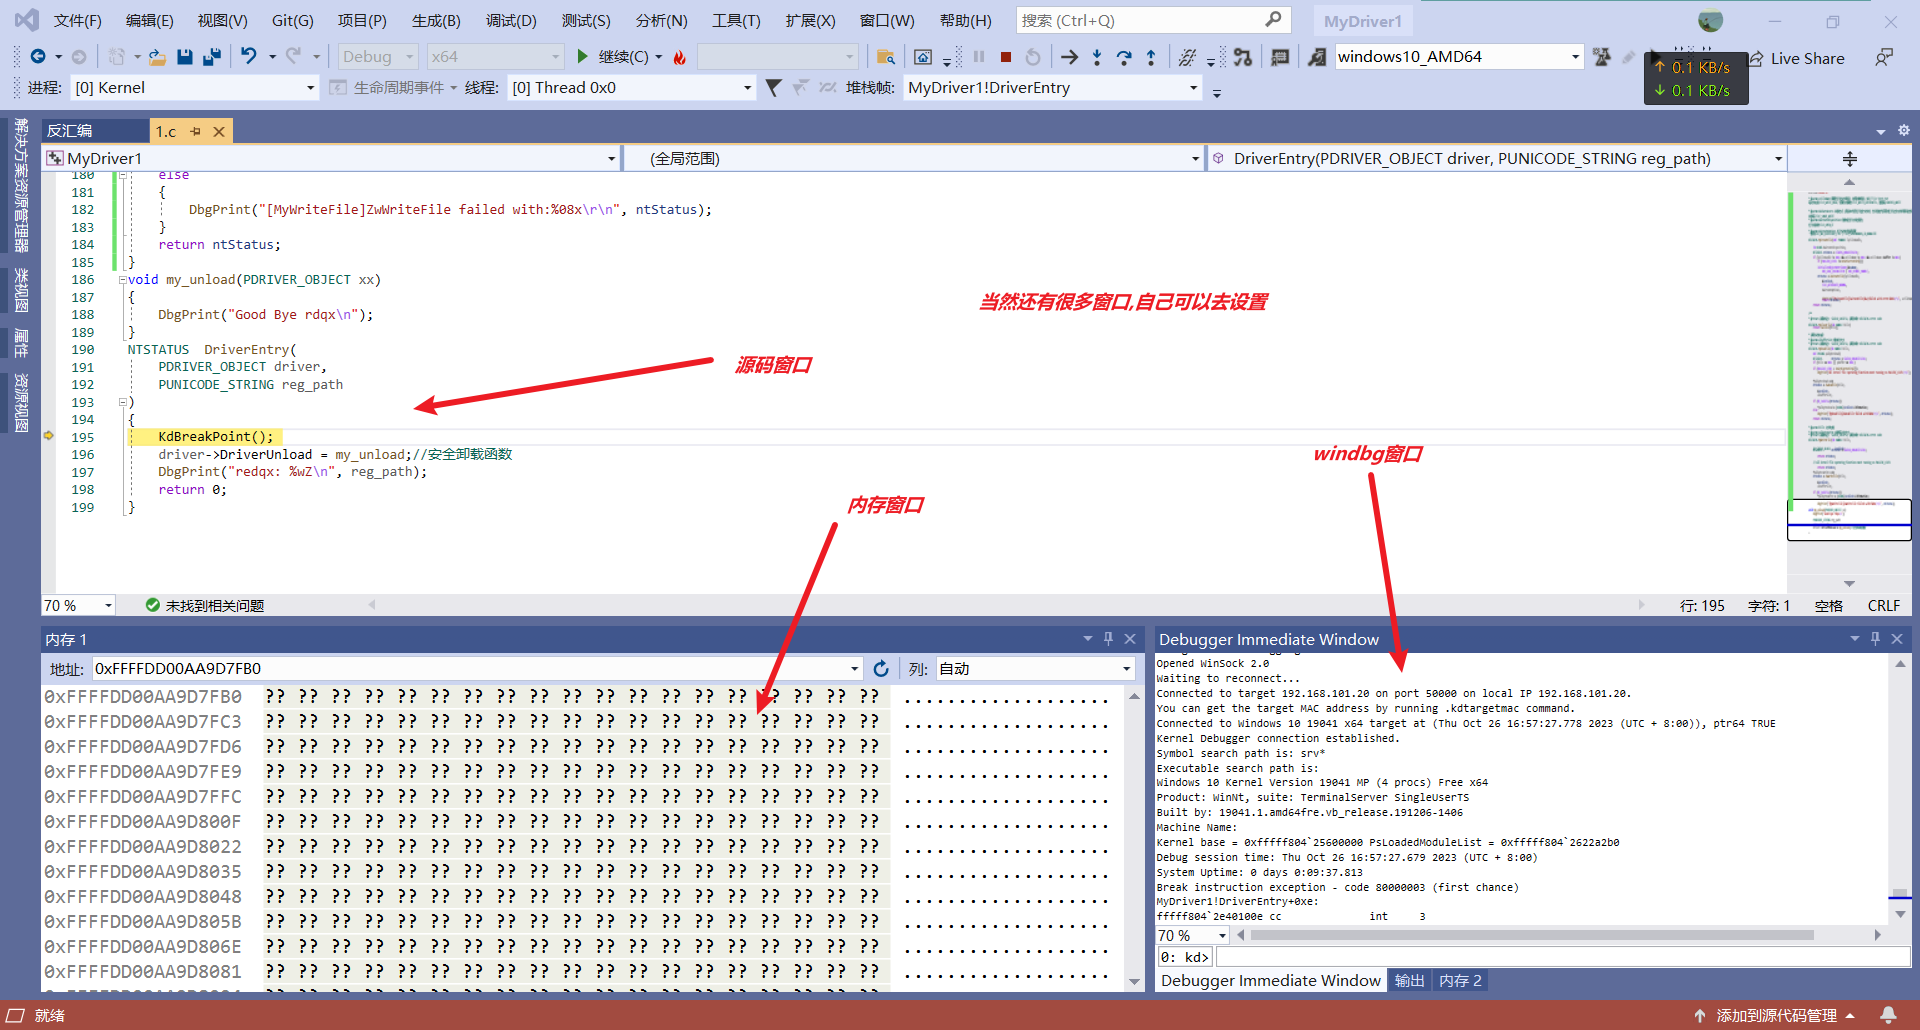 文件(F) 编辑(E) 视图(V) Git(G) 项目(P) 生成(B) 调试(D) 测试(S) 分析(N) 工具(T) 扩展(X) 窗口(W) 帮助(H) 搜索 (Ctrl+Q) MyDriver1
Debug x64 继续(C) windows10_AMD64 Live Share
↑ 0.1 KB/s
↓ 0.1 KB/s
进程: [0] Kernel 生命周期事件 线程: [0] Thread 0x0 堆栈帧: MyDriver1!DriverEntry
解决方案资源管理器
类视图
属性
资源视图
反汇编 1.c
MyDriver1 (全局范围) DriverEntry(PDRIVER_OBJECT driver, PUNICODE_STRING reg_path)
180 else
181 {
182 DbgPrint("[MyWriteFile]ZwWriteFile failed with:%08x\r\n", ntStatus);
183 }
184 return ntStatus;
185 }
186 void my_unload(PDRIVER_OBJECT xx)
187 {
188 DbgPrint("Good Bye rdqx\n");
189 }
190 NTSTATUS DriverEntry(
191 PDRIVER_OBJECT driver,
192 PUNICODE_STRING reg_path
193 )
194 {
195 KdBreakPoint();
196 driver->DriverUnload = my_unload;//安全卸载函数
197 DbgPrint("redqx: %wZ\n", reg_path);
198 return 0;
199 }
当然还有很多窗口,自己可以去设置
源码窗口
windbg窗口
内存窗口
70 % 未找到相关问题 行: 195 字符: 1 空格 CRLF
内存 1
地址: 0xFFFFDD00AA9D7FB0 列: 自动
0xFFFFDD00AA9D7FB0 ?? ?? ?? ?? ?? ?? ?? ?? ?? ?? ?? ?? ?? ?? ?? ?? ?? ?? ?? ...................
0xFFFFDD00AA9D7FC3 ?? ?? ?? ?? ?? ?? ?? ?? ?? ?? ?? ?? ?? ?? ?? ?? ?? ?? ?? ...................
0xFFFFDD00AA9D7FD6 ?? ?? ?? ?? ?? ?? ?? ?? ?? ?? ?? ?? ?? ?? ?? ?? ?? ?? ?? ...................
0xFFFFDD00AA9D7FE9 ?? ?? ?? ?? ?? ?? ?? ?? ?? ?? ?? ?? ?? ?? ?? ?? ?? ?? ?? ...................
0xFFFFDD00AA9D7FFC ?? ?? ?? ?? ?? ?? ?? ?? ?? ?? ?? ?? ?? ?? ?? ?? ?? ?? ?? ...................
0xFFFFDD00AA9D800F ?? ?? ?? ?? ?? ?? ?? ?? ?? ?? ?? ?? ?? ?? ?? ?? ?? ?? ?? ...................
0xFFFFDD00AA9D8022 ?? ?? ?? ?? ?? ?? ?? ?? ?? ?? ?? ?? ?? ?? ?? ?? ?? ?? ?? ...................
0xFFFFDD00AA9D8035 ?? ?? ?? ?? ?? ?? ?? ?? ?? ?? ?? ?? ?? ?? ?? ?? ?? ?? ?? ...................
0xFFFFDD00AA9D8048 ?? ?? ?? ?? ?? ?? ?? ?? ?? ?? ?? ?? ?? ?? ?? ?? ?? ?? ?? ...................
0xFFFFDD00AA9D805B ?? ?? ?? ?? ?? ?? ?? ?? ?? ?? ?? ?? ?? ?? ?? ?? ?? ?? ?? ...................
0xFFFFDD00AA9D806E ?? ?? ?? ?? ?? ?? ?? ?? ?? ?? ?? ?? ?? ?? ?? ?? ?? ?? ?? ...................
0xFFFFDD00AA9D8081 ?? ?? ?? ?? ?? ?? ?? ?? ?? ?? ?? ?? ?? ?? ?? ?? ?? ?? ?? ...................
Debugger Immediate Window
Opened WinSock 2.0
Waiting to reconnect...
Connected to target 192.168.101.20 on port 50000 on local IP 192.168.101.20.
You can get the target MAC address by running .kdtargetmac command.
Connected to Windows 10 19041 x64 target at (Thu Oct 26 16:57:27.778 2023 (UTC + 8:00)), ptr64 TRUE
Kernel Debugger connection established.
Symbol search path is: srv*
Executable search path is:
Windows 10 Kernel Version 19041 MP (4 procs) Free x64
Product: WinNt, suite: TerminalServer SingleUserTS
Built by: 19041.1.amd64fre.vb_release.191206-1406
Machine Name:
Kernel base = 0xfffff804`25600000 PsLoadedModuleList = 0xfffff804`2622a2b0
Debug session time: Thu Oct 26 16:57:27.679 2023 (UTC + 8:00)
System Uptime: 0 days 0:09:37.813
Break instruction exception - code 80000003 (first chance)
MyDriver1!DriverEntry+0xe:
fffff804`2e40100e cc int 3
70 %
0: kd>
Debugger Immediate Window 输出 内存 2
就绪 添加到源代码管理